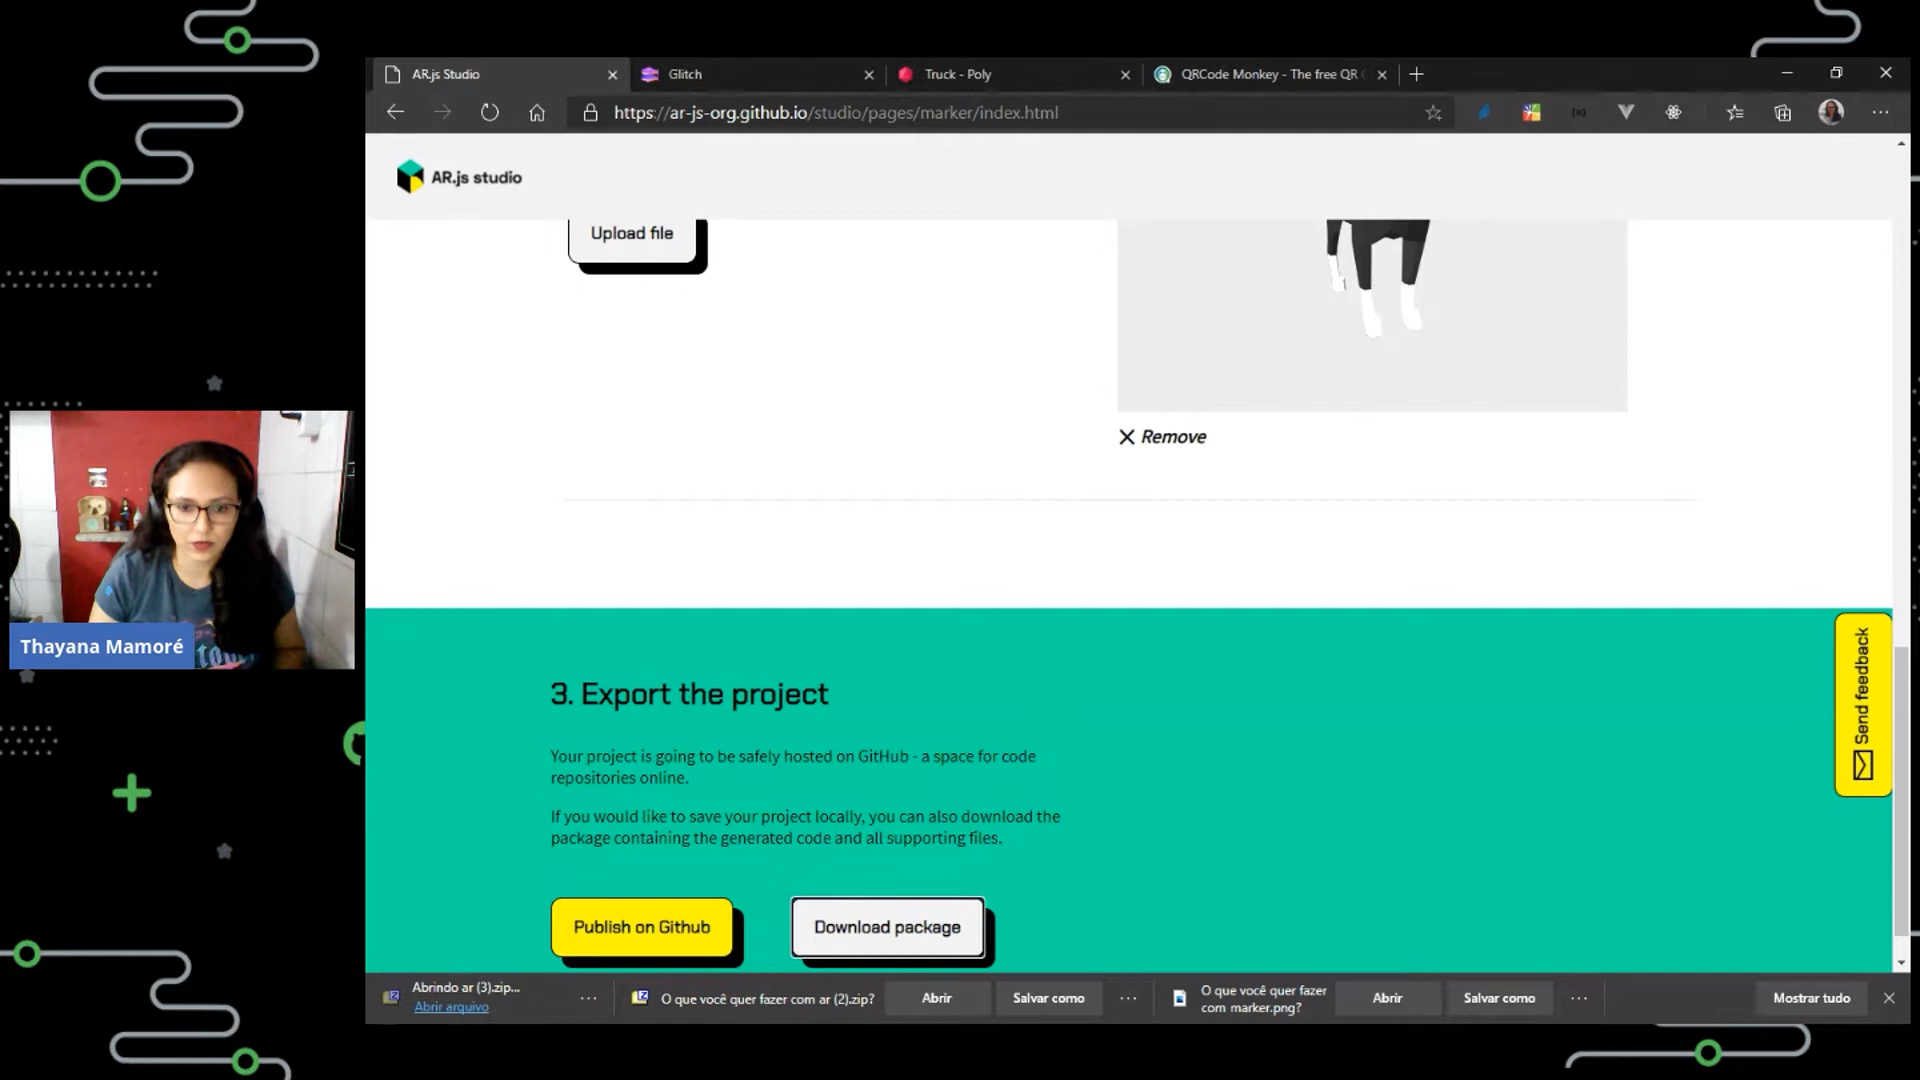 AR.js Studio
Glitch
Truck - Poly
QRCode Monkey - The free QR
https://ar-js-org.github.io/studio/pages/marker/index.html
AR.js studio
Upload file
Remove
Thayana Mamoré
3. Export the project
Your project is going to be safely hosted on GitHub - a space for code
repositories online.
If you would like to save your project locally, you can also download the
package containing the generated code and all supporting files.
Publish on Github
Download package
Send feedback
Abrindo ar (3).zip...
Abrir arquivo
O que você quer fazer com ar (2).zip?
Abrir
Salvar como
O que você quer fazer
com marker.png?
Abrir
Salvar como
Mostrar tudo